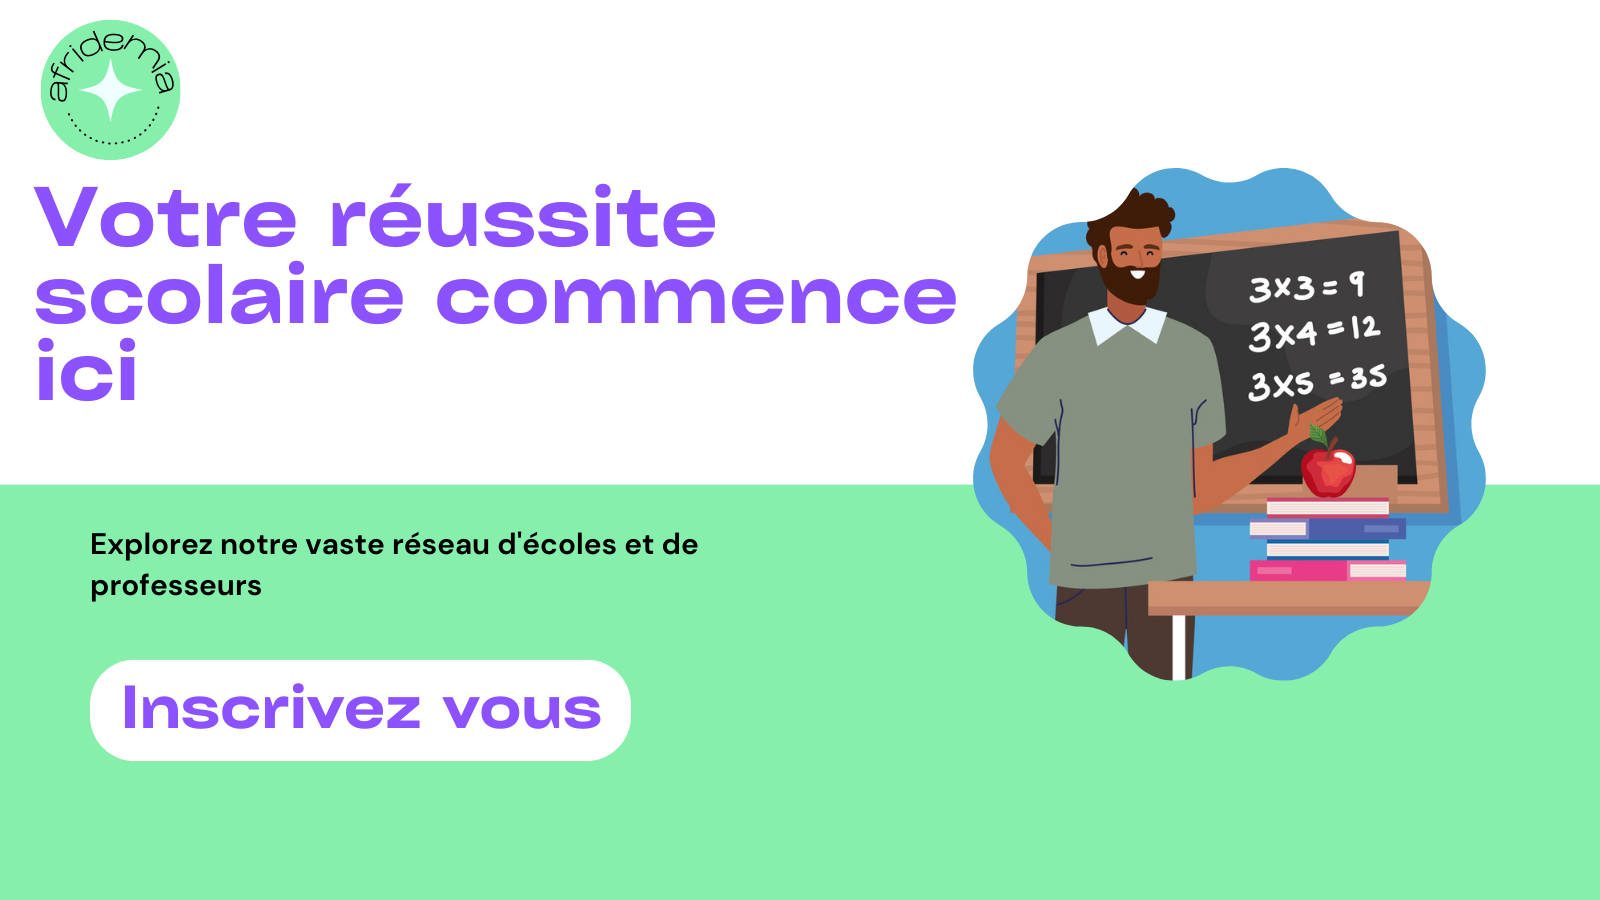 afridemia
Votre réussite
scolaire commence
ici
3x3 = 9
3x4 = 12
3x5 = 35
Explorez notre vaste réseau d'écoles et de
professeurs
Inscrivez vous